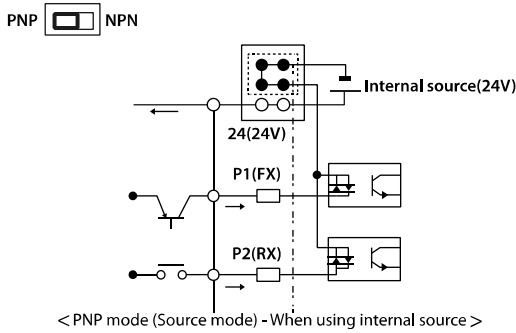 PNP NPN
Internal source(24V)
24(24V)
P1(FX)
P2(RX)
< PNP mode (Source mode) - When using internal source >